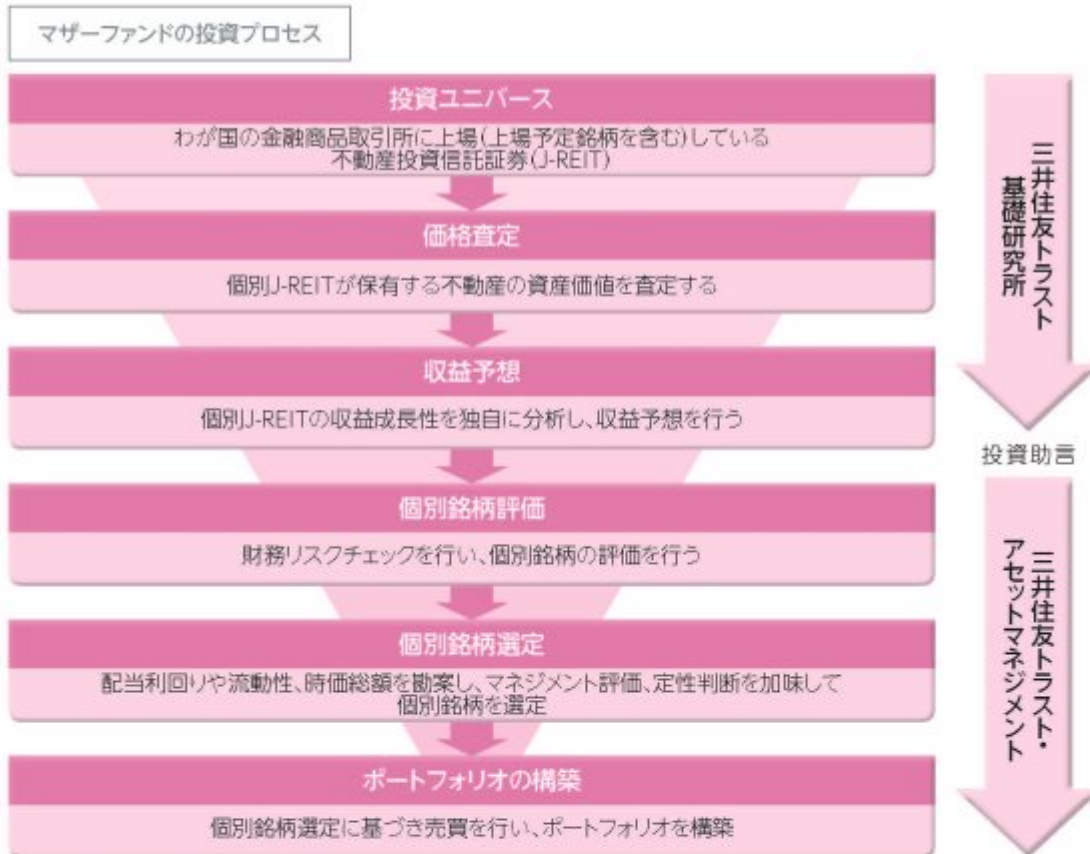 マザーファンドの投資プロセス
投資ユニバース
わが国の金融商品取引所に上場(上場予定銘柄を含む)している
不動産投資信託証券(J-REIT)
価格査定
個別J-REITが保有する不動産の資産価値を査定する
収益予想
個別J-REITの収益成長性を独自に分析し、収益予想を行う
個別銘柄評価
財務リスクチェックを行い、個別銘柄の評価を行う
個別銘柄選定
配当利回りや流動性、時価総額を勘案し、マネジメント評価、定性判断を加味して
個別銘柄を選定
ポートフォリオの構築
個別銘柄選定に基づき売買を行い、ポートフォリオを構築
三井住友トラスト
基礎研究所
投資助言
三井住友トラスト・
アセットマネジメント